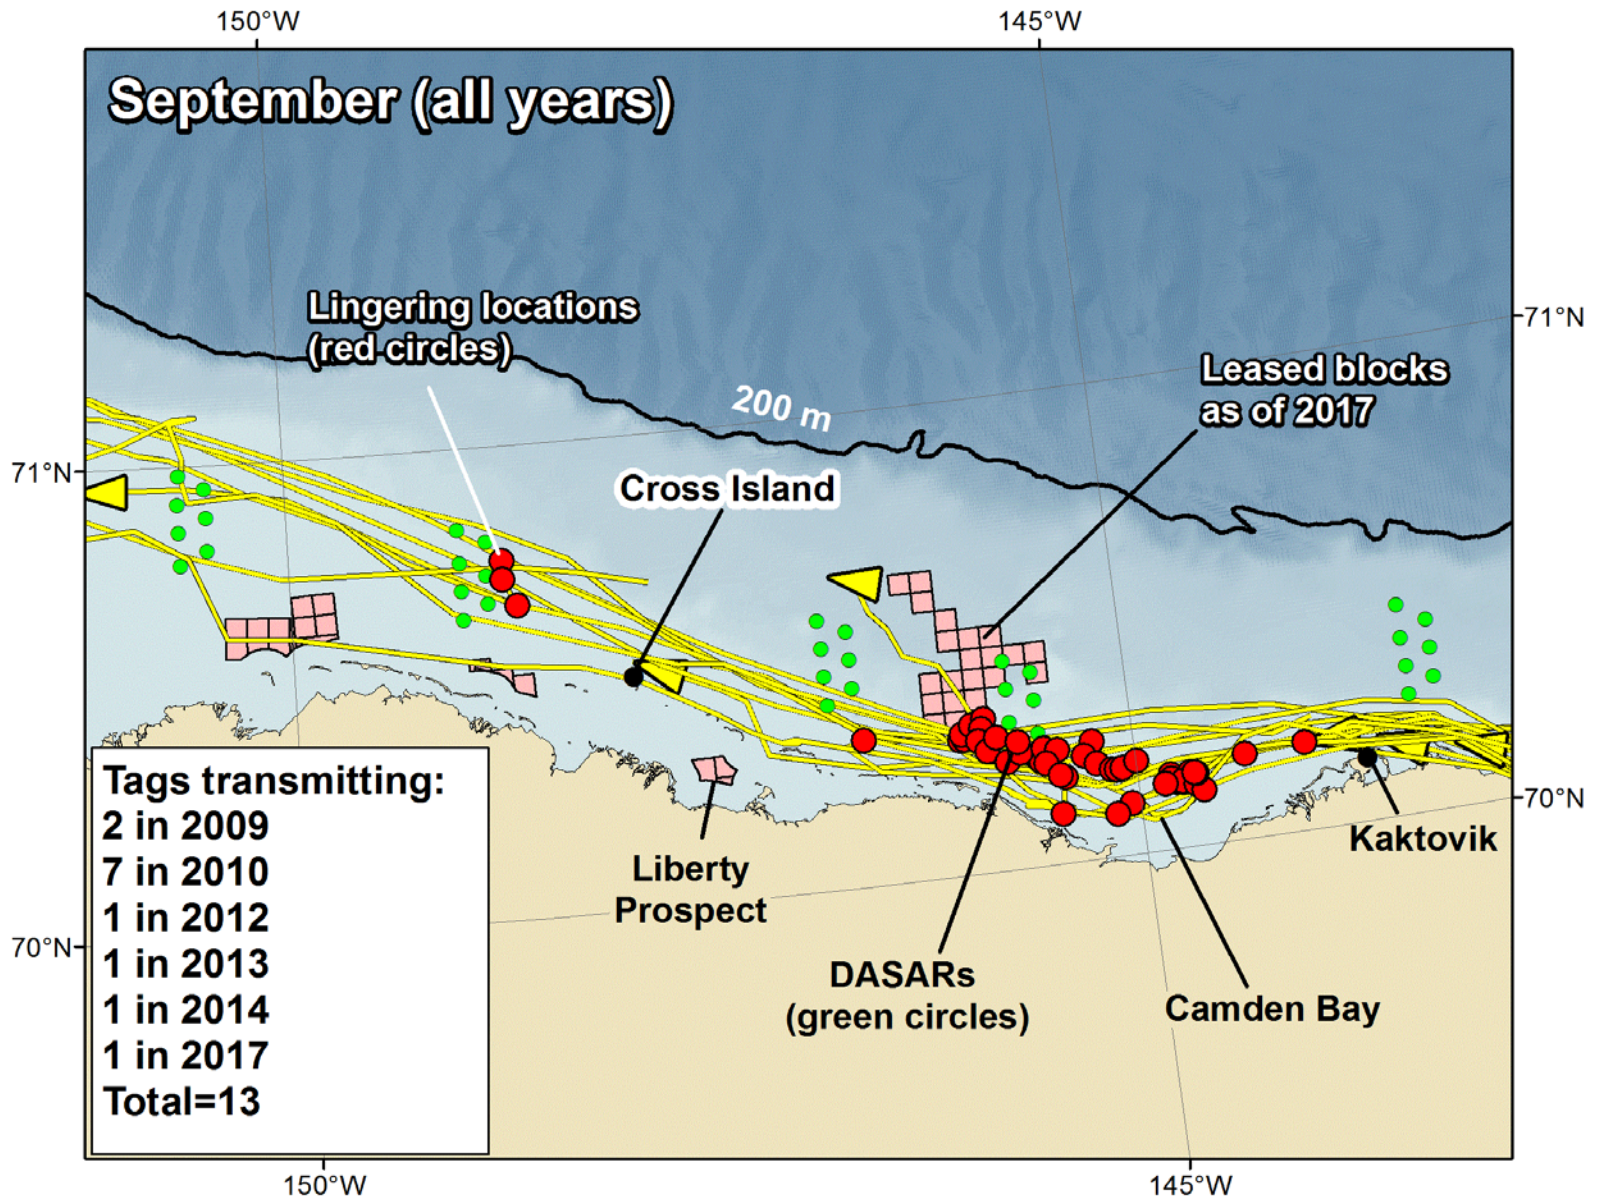 150°W
145°W
September (all years)
Lingering locations
(red circles)
71°N
Leased blocks
as of 2017
200 m
71°N
Cross Island
Tags transmitting:
2 in 2009
7 in 2010
1 in 2012
1 in 2013
1 in 2014
1 in 2017
Total=13
70°N
Kaktovik
Liberty
Prospect
70°N
DASARs
(green circles)
Camden Bay
150°W
145°W